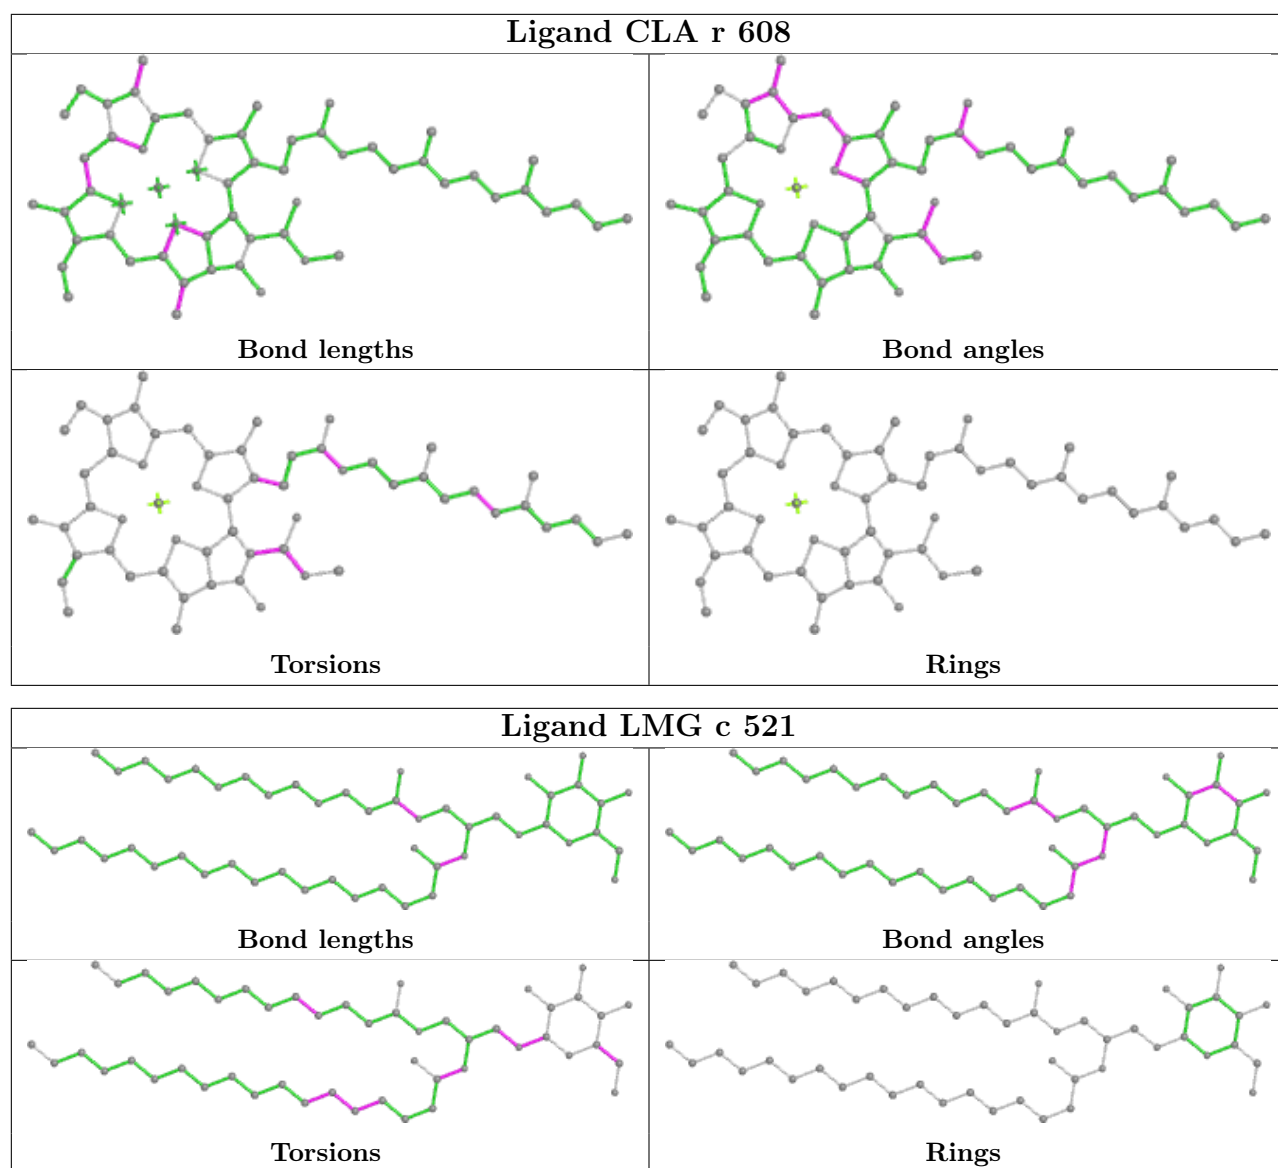 Ligand CLA r 608
Bond lengths
Bond angles
Torsions
Rings
Ligand LMG c 521
Bond lengths
Bond angles
Torsions
Rings